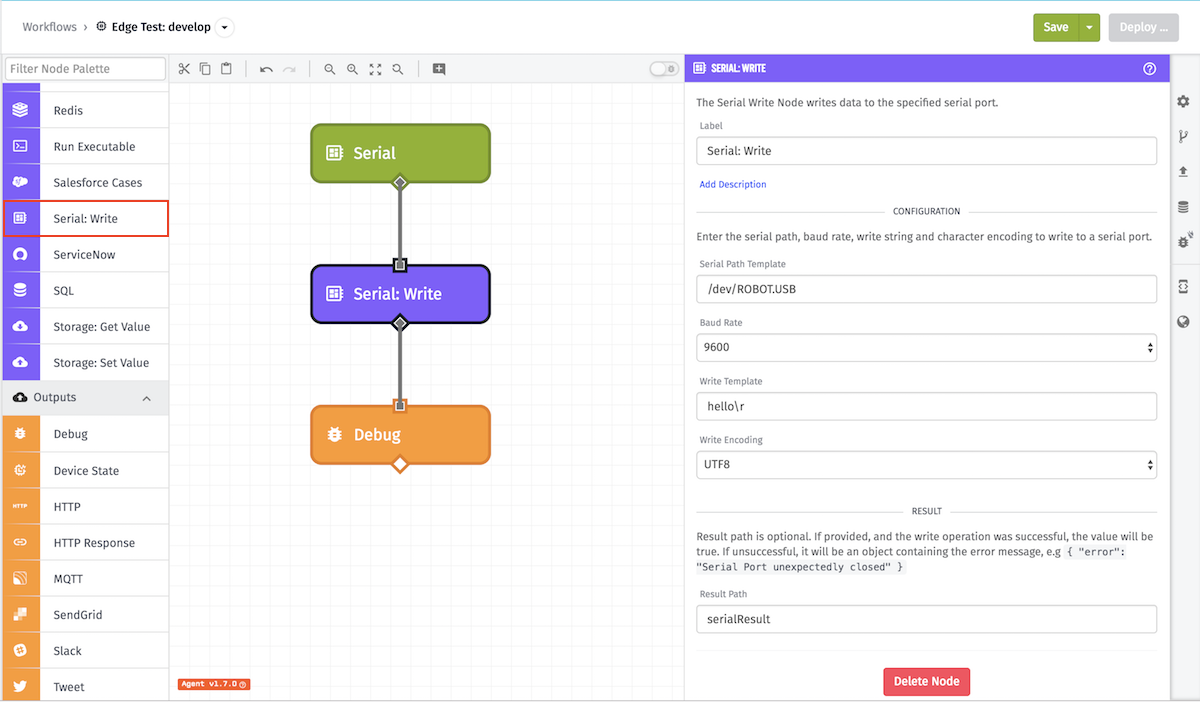 Workflows › Edge Test: develop
Save
Deploy ...
Filter Node Palette
Redis
Run Executable
Salesforce Cases
Serial: Write
ServiceNow
SQL
Storage: Get Value
Storage: Set Value
Outputs
Debug
Device State
HTTP
HTTP
HTTP Response
MQTT
SendGrid
Slack
Tweet
Serial
Serial: Write
Debug
Agent v1.7.0
SERIAL: WRITE
The Serial Write Node writes data to the specified serial port.
Label
Serial: Write
Add Description
CONFIGURATION
Enter the serial path, baud rate, write string and character encoding to write to a serial port.
Serial Path Template
/dev/ROBOT.USB
Baud Rate
9600
Write Template
hello\r
Write Encoding
UTF8
RESULT
Result path is optional. If provided, and the write operation was successful, the value will be
true. If unsuccessful, it will be an object containing the error message, e.g { "error":
"Serial Port unexpectedly closed" }
Result Path
serialResult
Delete Node